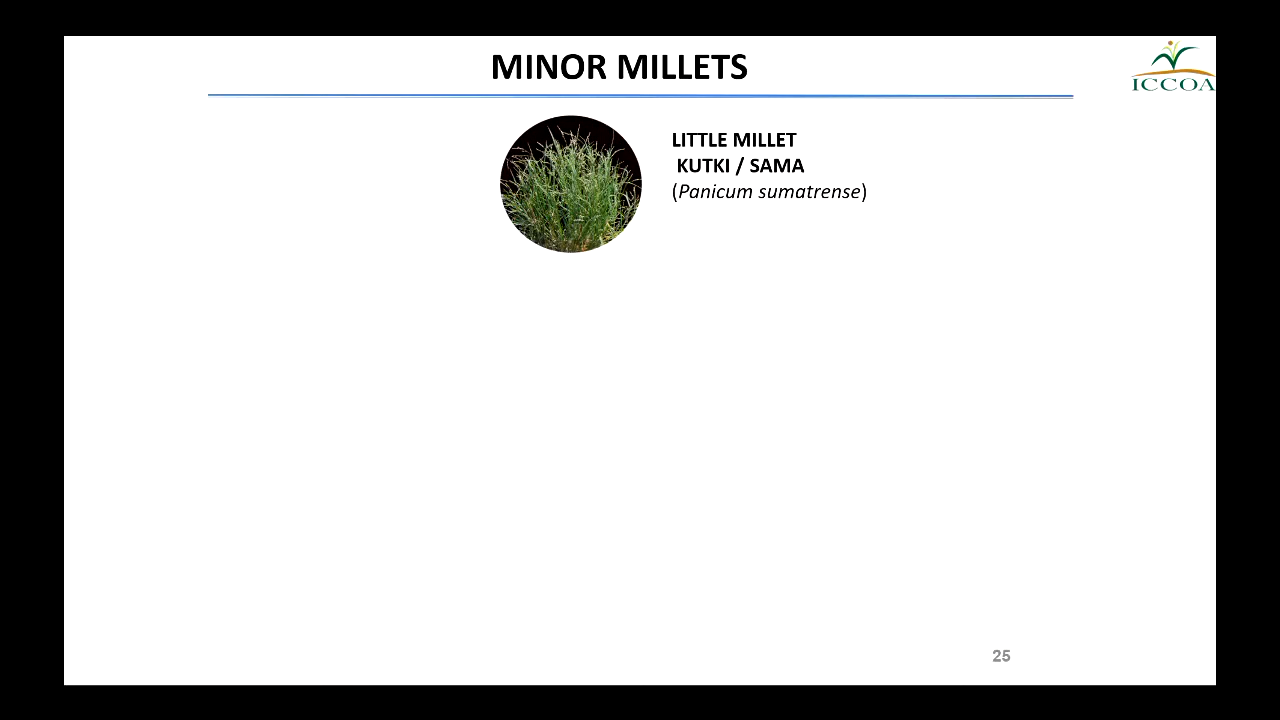 MINOR MILLETS
ICCOA
LITTLE MILLET
KUTKI / SAMA
(Panicum sumatrense)
25